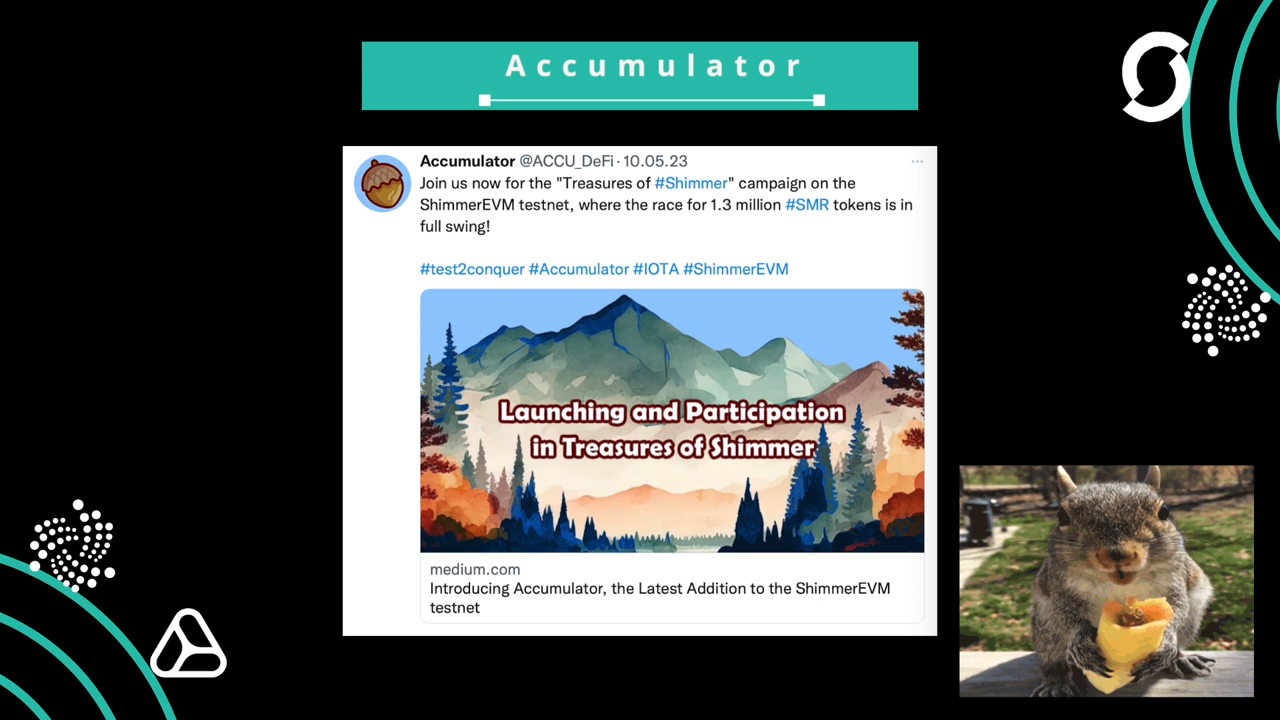 Accumulator
Accumulator @ACCU_DeFi · 10.05.23
Join us now for the "Treasures of #Shimmer" campaign on the
ShimmerEVM testnet, where the race for 1.3 million #SMR tokens is in
full swing!
#test2conquer #Accumulator #IOTA #ShimmerEVM
Launching and Participation
in Treasures of Shimmer
medium.com
Introducing Accumulator, the Latest Addition to the ShimmerEVM
testnet